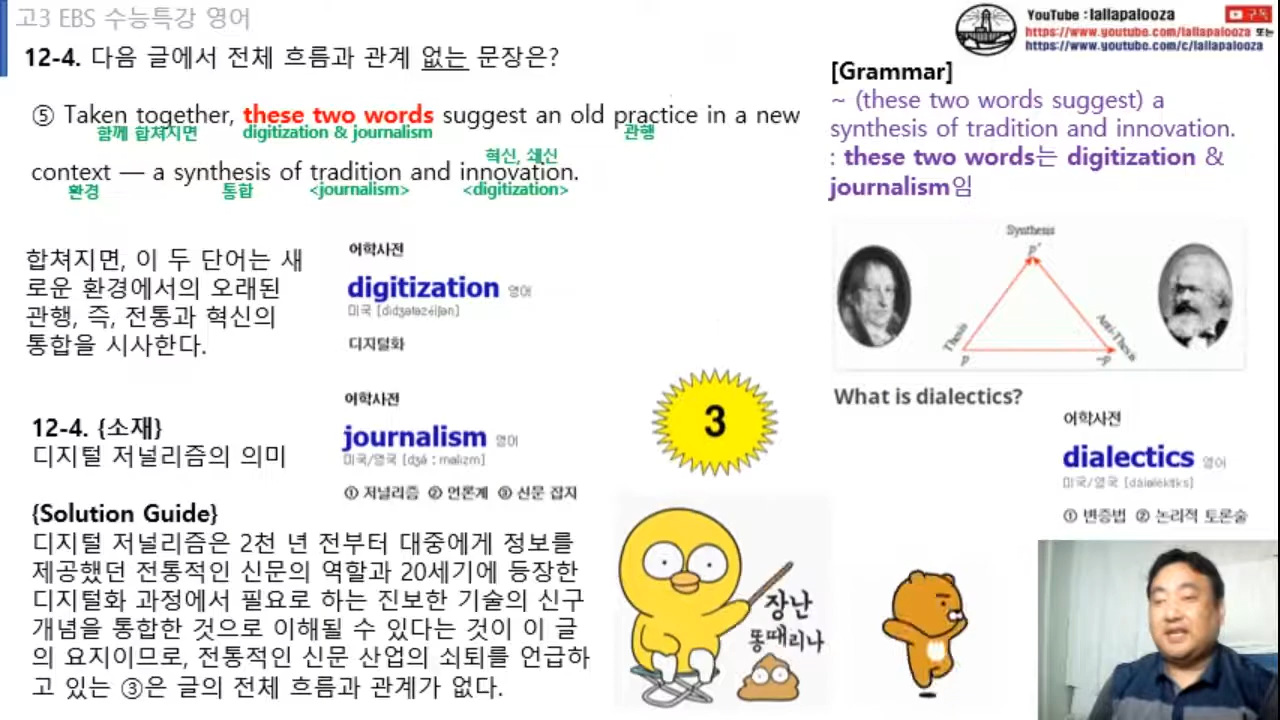 고3 EBS 수능특강 영어
YouTube : lallapalooza
구독
https://www.youtube.com/lallapalooza 또는
https://www.youtube.com/c/lallapalooza
12-4. 다음 글에서 전체 흐름과 관계 없는 문장은?
⑤ Taken together, these two words suggest an old practice in a new
함께 합쳐지면 digitization & journalism 관행
혁신, 쇄신
context — a synthesis of tradition and innovation.
환경 통합 <journalism> <digitization>
[Grammar]
~ (these two words suggest) a
synthesis of tradition and innovation.
: these two words는 digitization &
journalism임
합쳐지면, 이 두 단어는 새
로운 환경에서의 오래된
관행, 즉, 전통과 혁신의
통합을 시사한다.
어학사전
digitization 영어
디지털화
어학사전
journalism 영어
① 저널리즘 ② 언론계 ③ 신문 잡지
Synthesis
p"
Thesis
Anti-Thesis
p
-p
What is dialectics?
어학사전
dialectics 영어
① 변증법 ② 논리적 토론술
3
12-4. {소재}
디지털 저널리즘의 의미
{Solution Guide}
디지털 저널리즘은 2천 년 전부터 대중에게 정보를
제공했던 전통적인 신문의 역할과 20세기에 등장한
디지털화 과정에서 필요로 하는 진보한 기술의 신구
개념을 통합한 것으로 이해될 수 있다는 것이 이 글
의 요지이므로, 전통적인 신문 산업의 쇠퇴를 언급하
고 있는 ③은 글의 전체 흐름과 관계가 없다.
장난
똥때리나